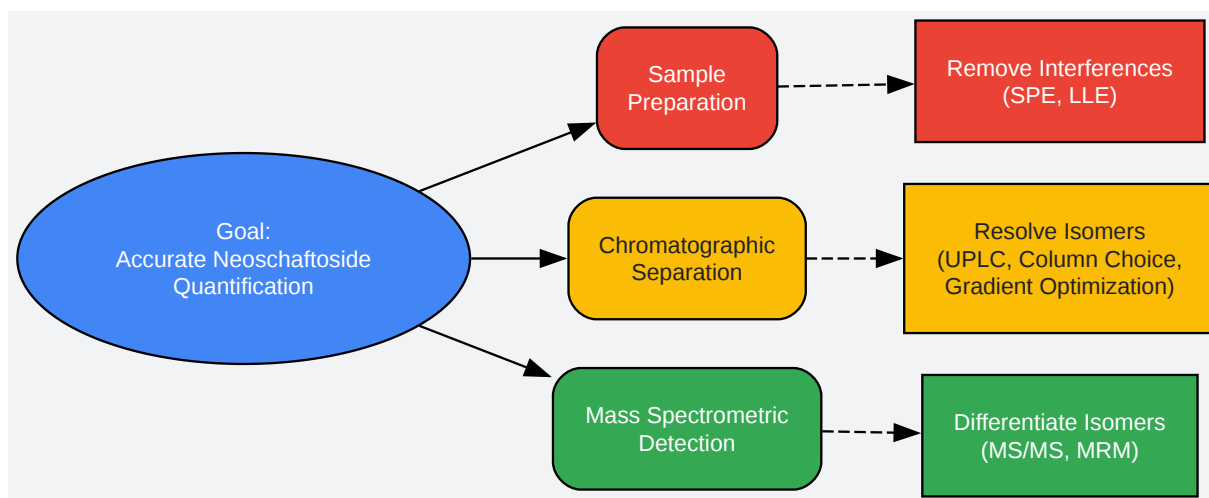 Goal:
Accurate Neoschaftoside
Quantification
Sample
Preparation
Remove Interferences
(SPE, LLE)
Chromatographic
Separation
Resolve Isomers
(UPLC, Column Choice,
Gradient Optimization)
Mass Spectrometric
Detection
Differentiate Isomers
(MS/MS, MRM)